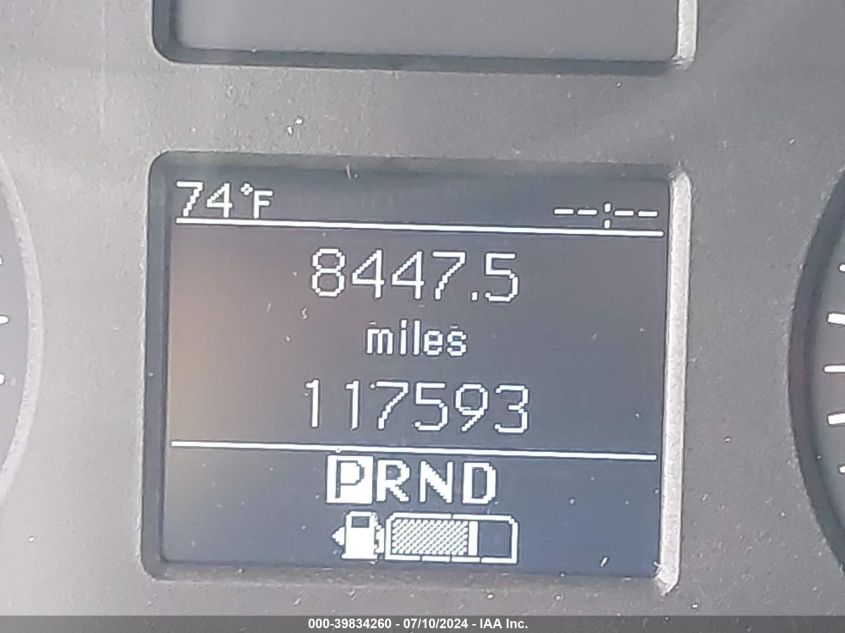 74°F --:--
8447.5
miles
117593
PRND
000-39834260 - 07/10/2024 - IAA Inc.